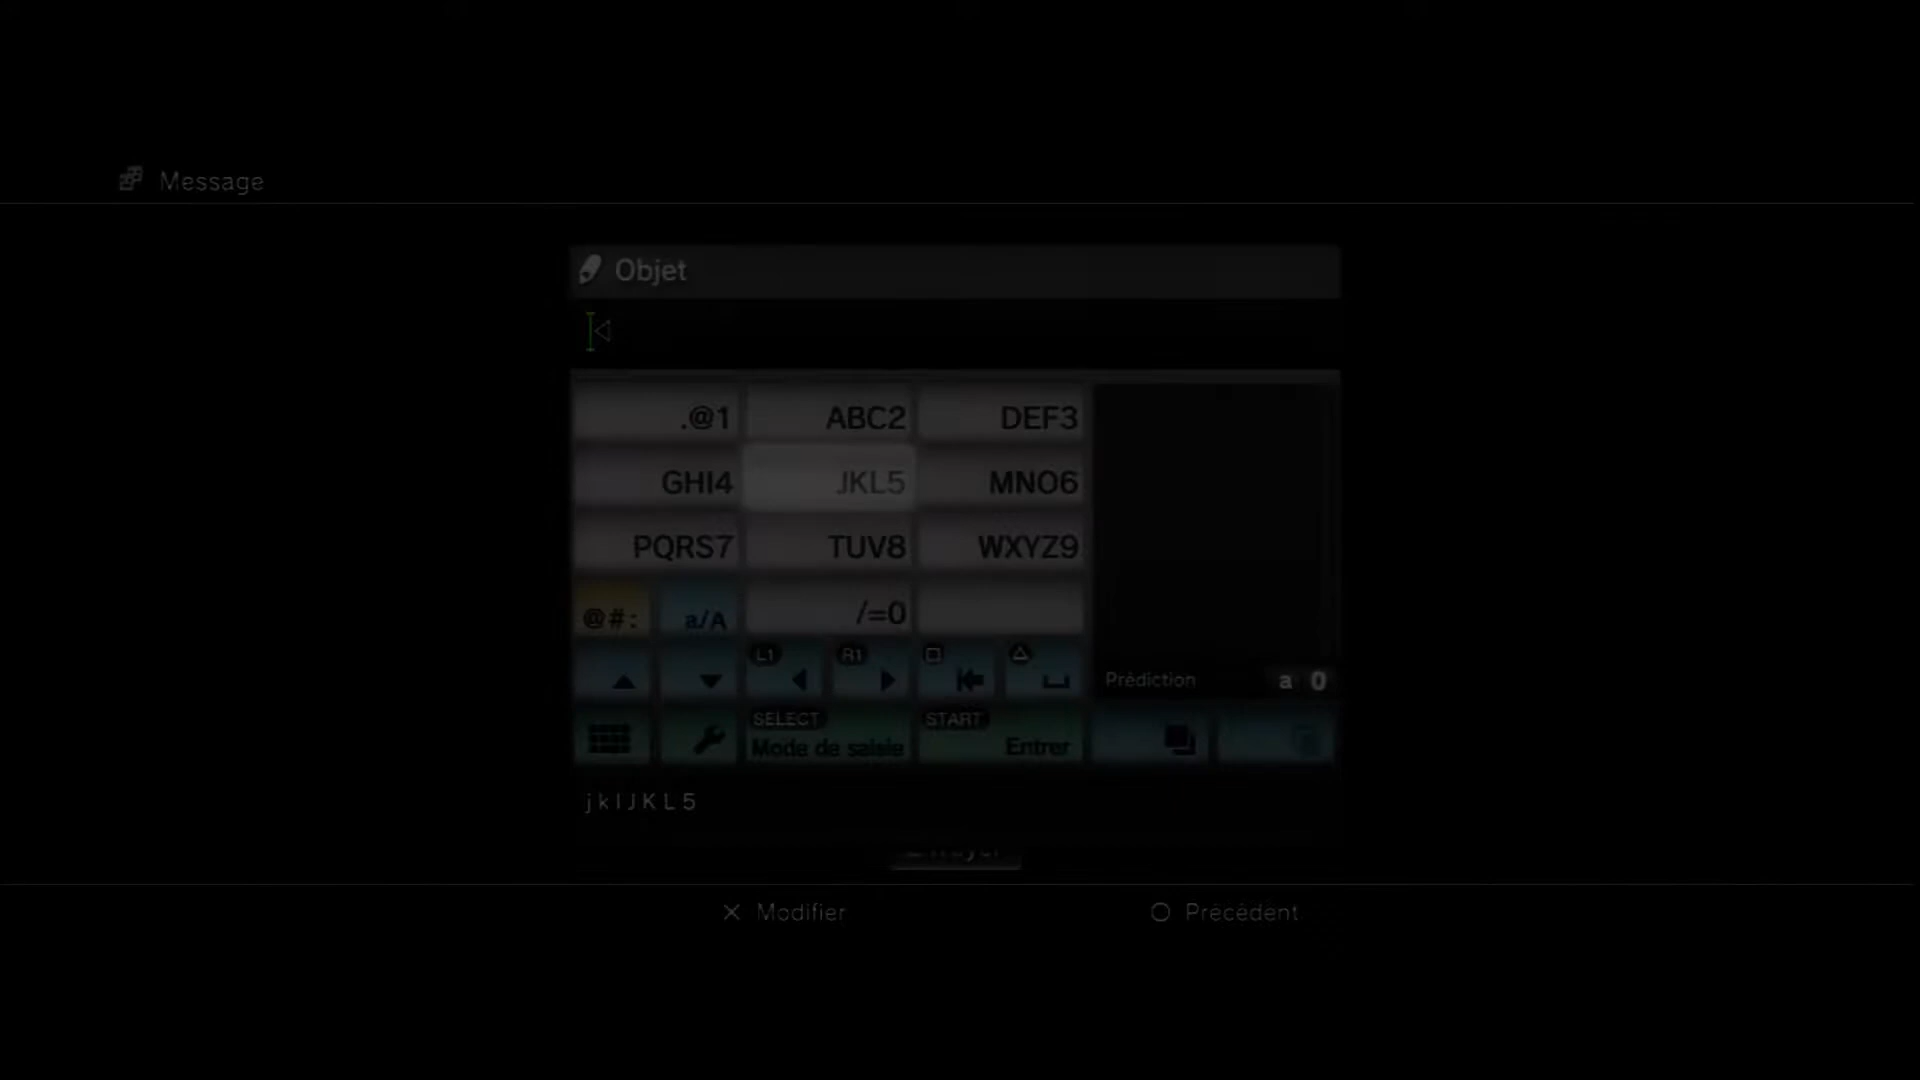 Message
Objet
.@1 ABC2 DEF3
GHI4 JKL5 MNO6
PQRS7 TUV8 WXYZ9
@#: a/A /=0
L1 R1
Prédiction a 0
SELECT START
Mode de saisie Entrer
jklJKL5
Modifier Précédent